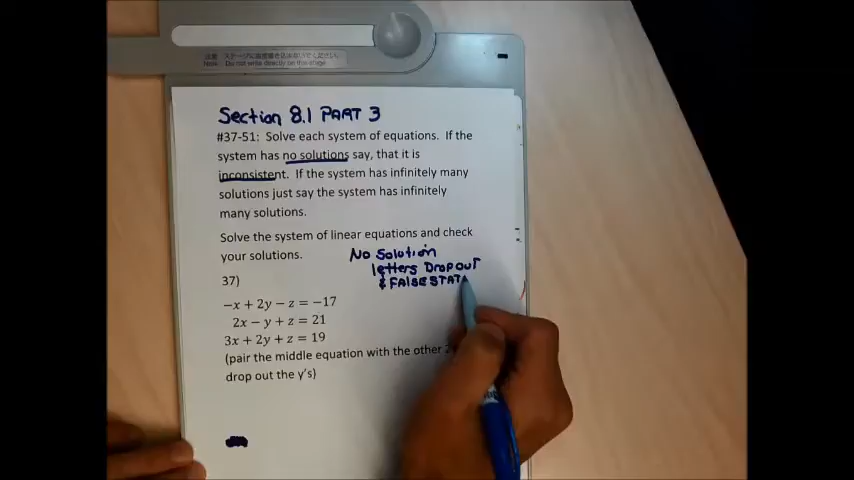 Do not write directly on this stage.
Section 8.1 PART 3
#37-51: Solve each system of equations. If the
system has no solutions say, that it is
inconsistent. If the system has infinitely many
solutions just say the system has infinitely
many solutions.
Solve the system of linear equations and check
your solutions.
No Solution
letters Drop out
& FALSE STAT
37)
−x + 2y − z = −17
2x − y + z = 21
3x + 2y + z = 19
(pair the middle equation with the other
drop out the y's)